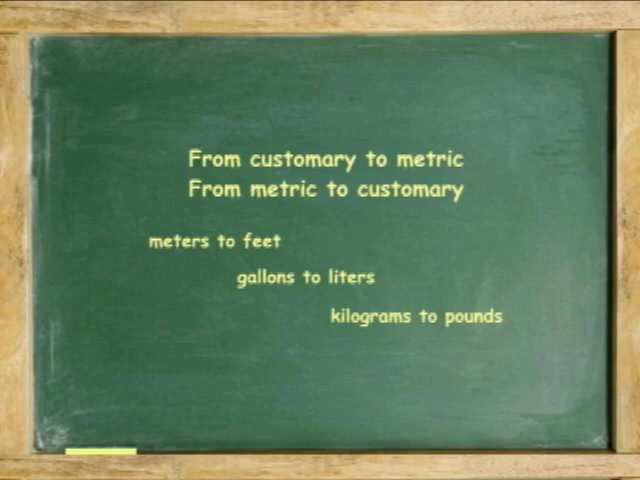 From customary to metric
From metric to customary
meters to feet
gallons to liters
kilograms to pounds